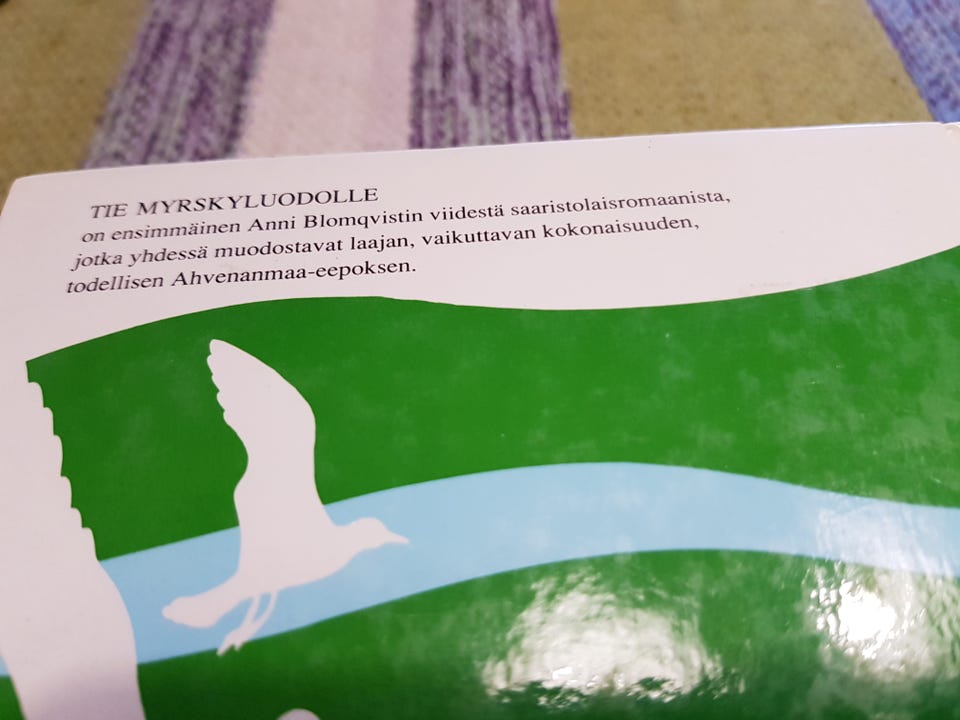 TIE MYRSKYLUODOLLE
on ensimmäinen Anni Blomqvistin viidestä saaristolaisromaanista,
jotka yhdessä muodostavat laajan, vaikuttavan kokonaisuuden,
todellisen Ahvenanmaa-eepoksen.